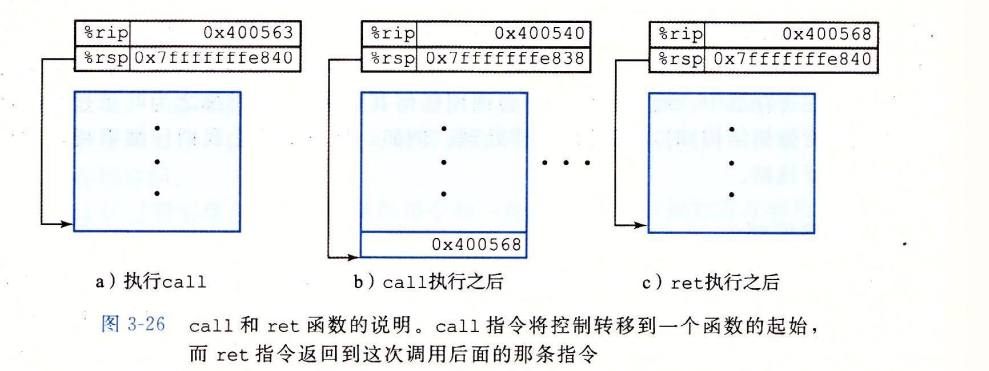 %rip 0x400563
%rsp 0x7fffffffe840
%rip 0x400540
%rsp 0x7fffffffe838
0x400568
%rip 0x400568
%rsp 0x7fffffffe840
a）执行call
b）call执行之后
c）ret执行之后
图 3-26 call 和 ret 函数的说明。call 指令将控制转移到一个函数的起始，
而 ret 指令返回到这次调用后面的那条指令